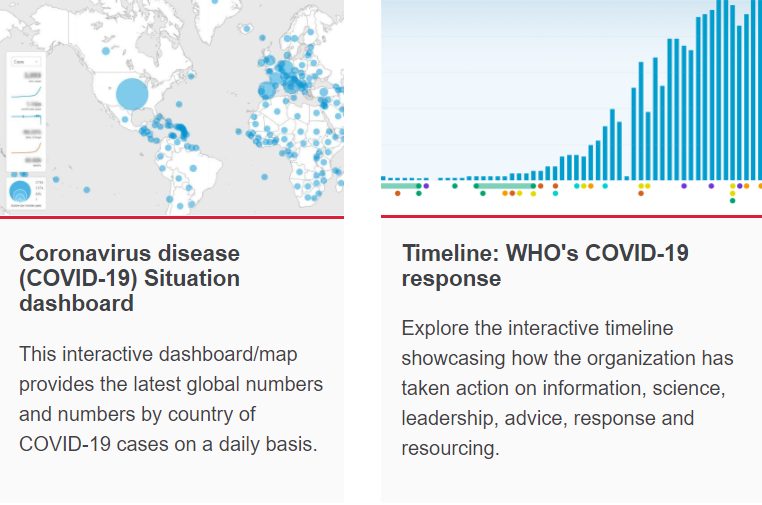 Coronavirus disease
(COVID-19) Situation
dashboard
This interactive dashboard/map
provides the latest global numbers
and numbers by country of
COVID-19 cases on a daily basis.
Timeline: WHO's COVID-19
response
Explore the interactive timeline
showcasing how the organization has
taken action on information, science,
leadership, advice, response and
resourcing.